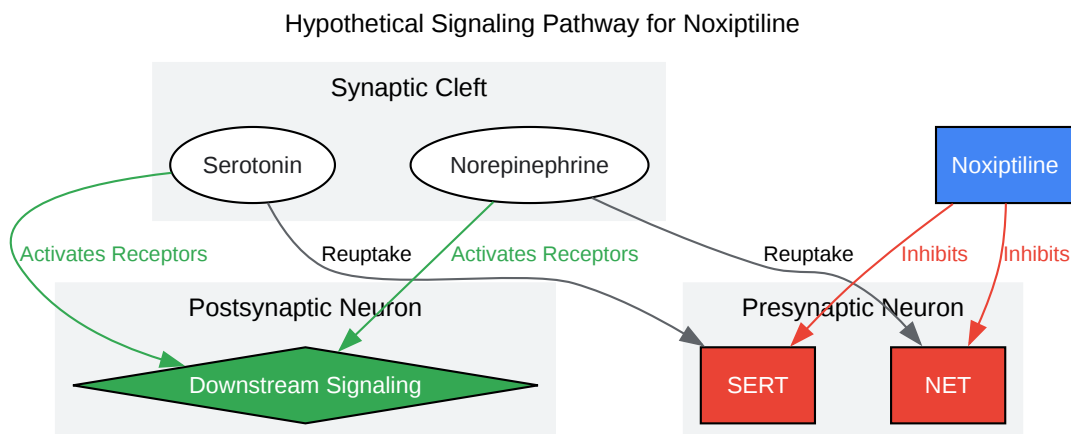 Hypothetical Signaling Pathway for Noxiptiline
Synaptic Cleft
Serotonin
Norepinephrine
Noxiptiline
Activates Receptors
Reuptake
Activates Receptors
Reuptake
Inhibits
Inhibits
Postsynaptic Neuron
Presynaptic Neuron
Downstream Signaling
SERT
NET